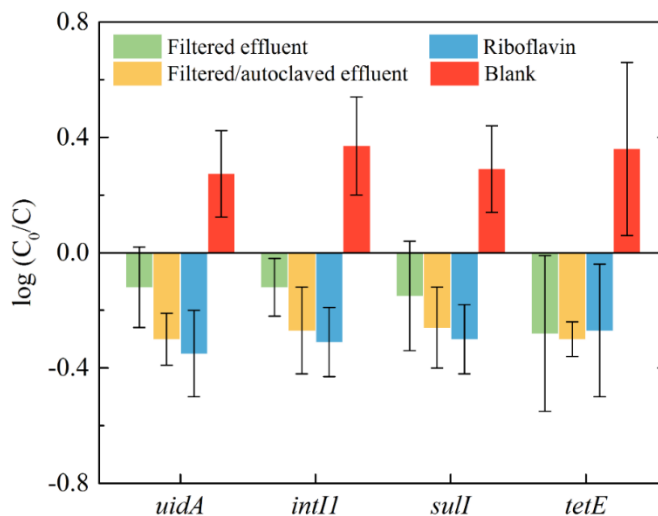 0.8
Filtered effluent Riboflavin
Filtered/autoclaved effluent Blank
0.4
log (C₀/C)
0.0
-0.4
-0.8
uidA intI1 sulI tetE